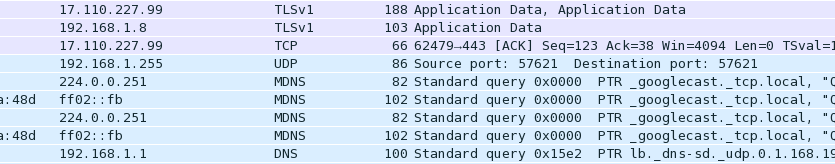 17.110.227.99 TLSv1 188 Application Data, Application Data
192.168.1.8 TLSv1 103 Application Data
17.110.227.99 TCP 66 62479→443 [ACK] Seq=123 Ack=38 Win=4094 Len=0 TSval=1
192.168.1.255 UDP 86 Source port: 57621 Destination port: 57621
224.0.0.251 MDNS 82 Standard query 0x0000 PTR _googlecast._tcp.local, "Q
a:48d ff02::fb MDNS 102 Standard query 0x0000 PTR _googlecast._tcp.local, "Q
224.0.0.251 MDNS 82 Standard query 0x0000 PTR _googlecast._tcp.local, "Q
a:48d ff02::fb MDNS 102 Standard query 0x0000 PTR _googlecast._tcp.local, "Q
192.168.1.1 DNS 100 Standard query 0x15e2 PTR lb._dns-sd._udp.0.1.168.19